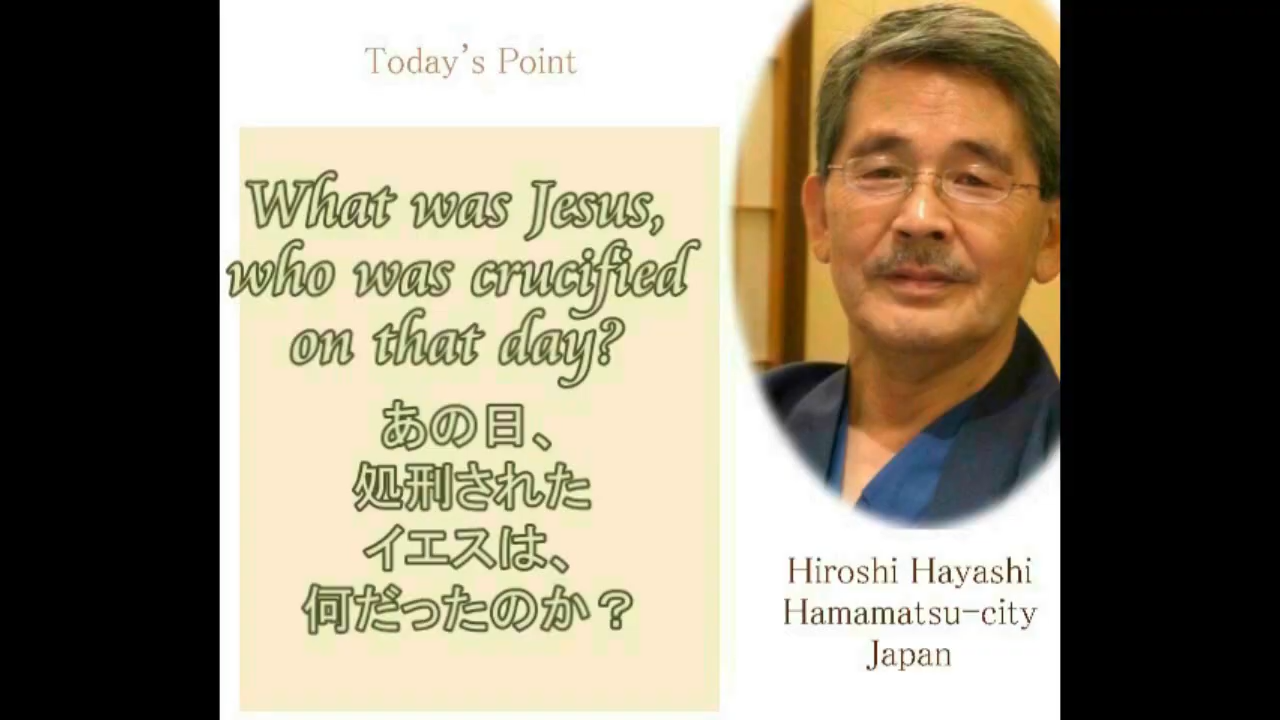 Today's Point
What was Jesus,
who was crucified
on that day?
あの日、
処刑された
イエスは、
何だったのか？
Hiroshi Hayashi
Hamamatsu-city
Japan